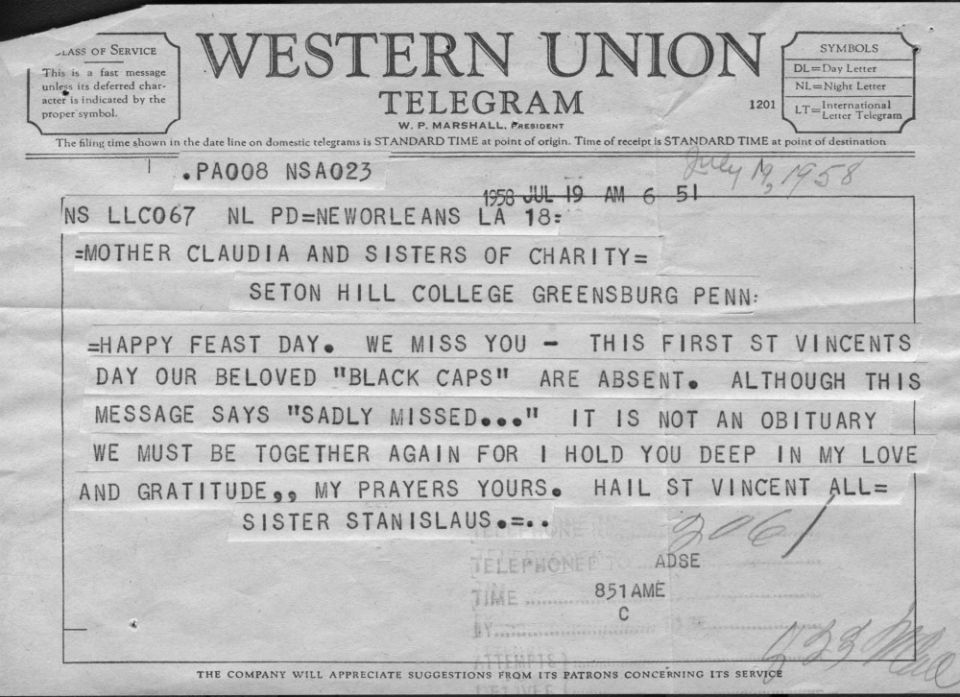 CLASS OF SERVICE
This is a fast message
unless its deferred char-
acter is indicated by the
proper symbol.
WESTERN UNION
TELEGRAM
W. P. MARSHALL, PRESIDENT
1201
SYMBOLS
DL=Day Letter
NL=Night Letter
LT=International Letter Telegram
The filing time shown in the date line on domestic telegrams is STANDARD TIME at point of origin. Time of receipt is STANDARD TIME at point of destination
.PA008 NSA023
July 19, 1958
1958 JUL 19 AM 6 51
NS LLC067 NL PD=NEWORLEANS LA 18=
=MOTHER CLAUDIA AND SISTERS OF CHARITY=
SETON HILL COLLEGE GREENSBURG PENN:
=HAPPY FEAST DAY. WE MISS YOU - THIS FIRST ST VINCENTS
DAY OUR BELOVED "BLACK CAPS" ARE ABSENT. ALTHOUGH THIS
MESSAGE SAYS "SADLY MISSED..." IT IS NOT AN OBITUARY
WE MUST BE TOGETHER AGAIN FOR I HOLD YOU DEEP IN MY LOVE
AND GRATITUDE,, MY PRAYERS YOURS. HAIL ST VINCENT ALL=
SISTER STANISLAUS.=..
2061
TELEPHONED TO
ADSE
TIME
851AME
C
BY
ATTEMPTS
THE COMPANY WILL APPRECIATE SUGGESTIONS FROM ITS PATRONS CONCERNING ITS SERVICE